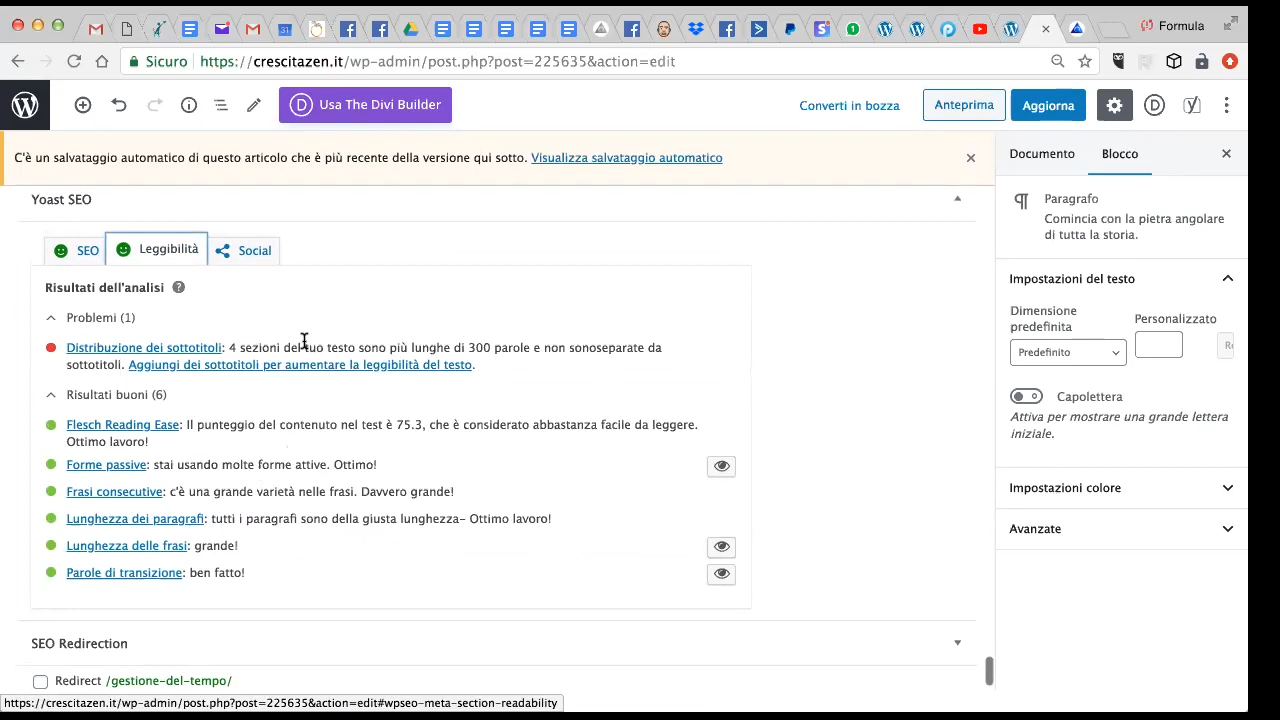 Formula
Sicuro https://crescitazen.it/wp-admin/post.php?post=225635&action=edit
Usa The Divi Builder
Converti in bozza
Anteprima
Aggiorna
C'è un salvataggio automatico di questo articolo che è più recente della versione qui sotto. Visualizza salvataggio automatico
Documento
Blocco
Paragrafo
Comincia con la pietra angolare
di tutta la storia.
Impostazioni del testo
Dimensione
predefinita
Personalizzato
Predefinito
Re
Capolettera
Attiva per mostrare una grande lettera
iniziale.
Impostazioni colore
Avanzate
Yoast SEO
SEO
Leggibilità
Social
Risultati dell'analisi
Problemi (1)
Distribuzione dei sottotitoli: 4 sezioni del tuo testo sono più lunghe di 300 parole e non sonoseparate da
sottotitoli. Aggiungi dei sottotitoli per aumentare la leggibilità del testo.
Risultati buoni (6)
Flesch Reading Ease: Il punteggio del contenuto nel test è 75.3, che è considerato abbastanza facile da leggere.
Ottimo lavoro!
Forme passive: stai usando molte forme attive. Ottimo!
Frasi consecutive: c'è una grande varietà nelle frasi. Davvero grande!
Lunghezza dei paragrafi: tutti i paragrafi sono della giusta lunghezza- Ottimo lavoro!
Lunghezza delle frasi: grande!
Parole di transizione: ben fatto!
SEO Redirection
Redirect /gestione-del-tempo/
https://crescitazen.it/wp-admin/post.php?post=225635&action=edit#wpseo-meta-section-readability